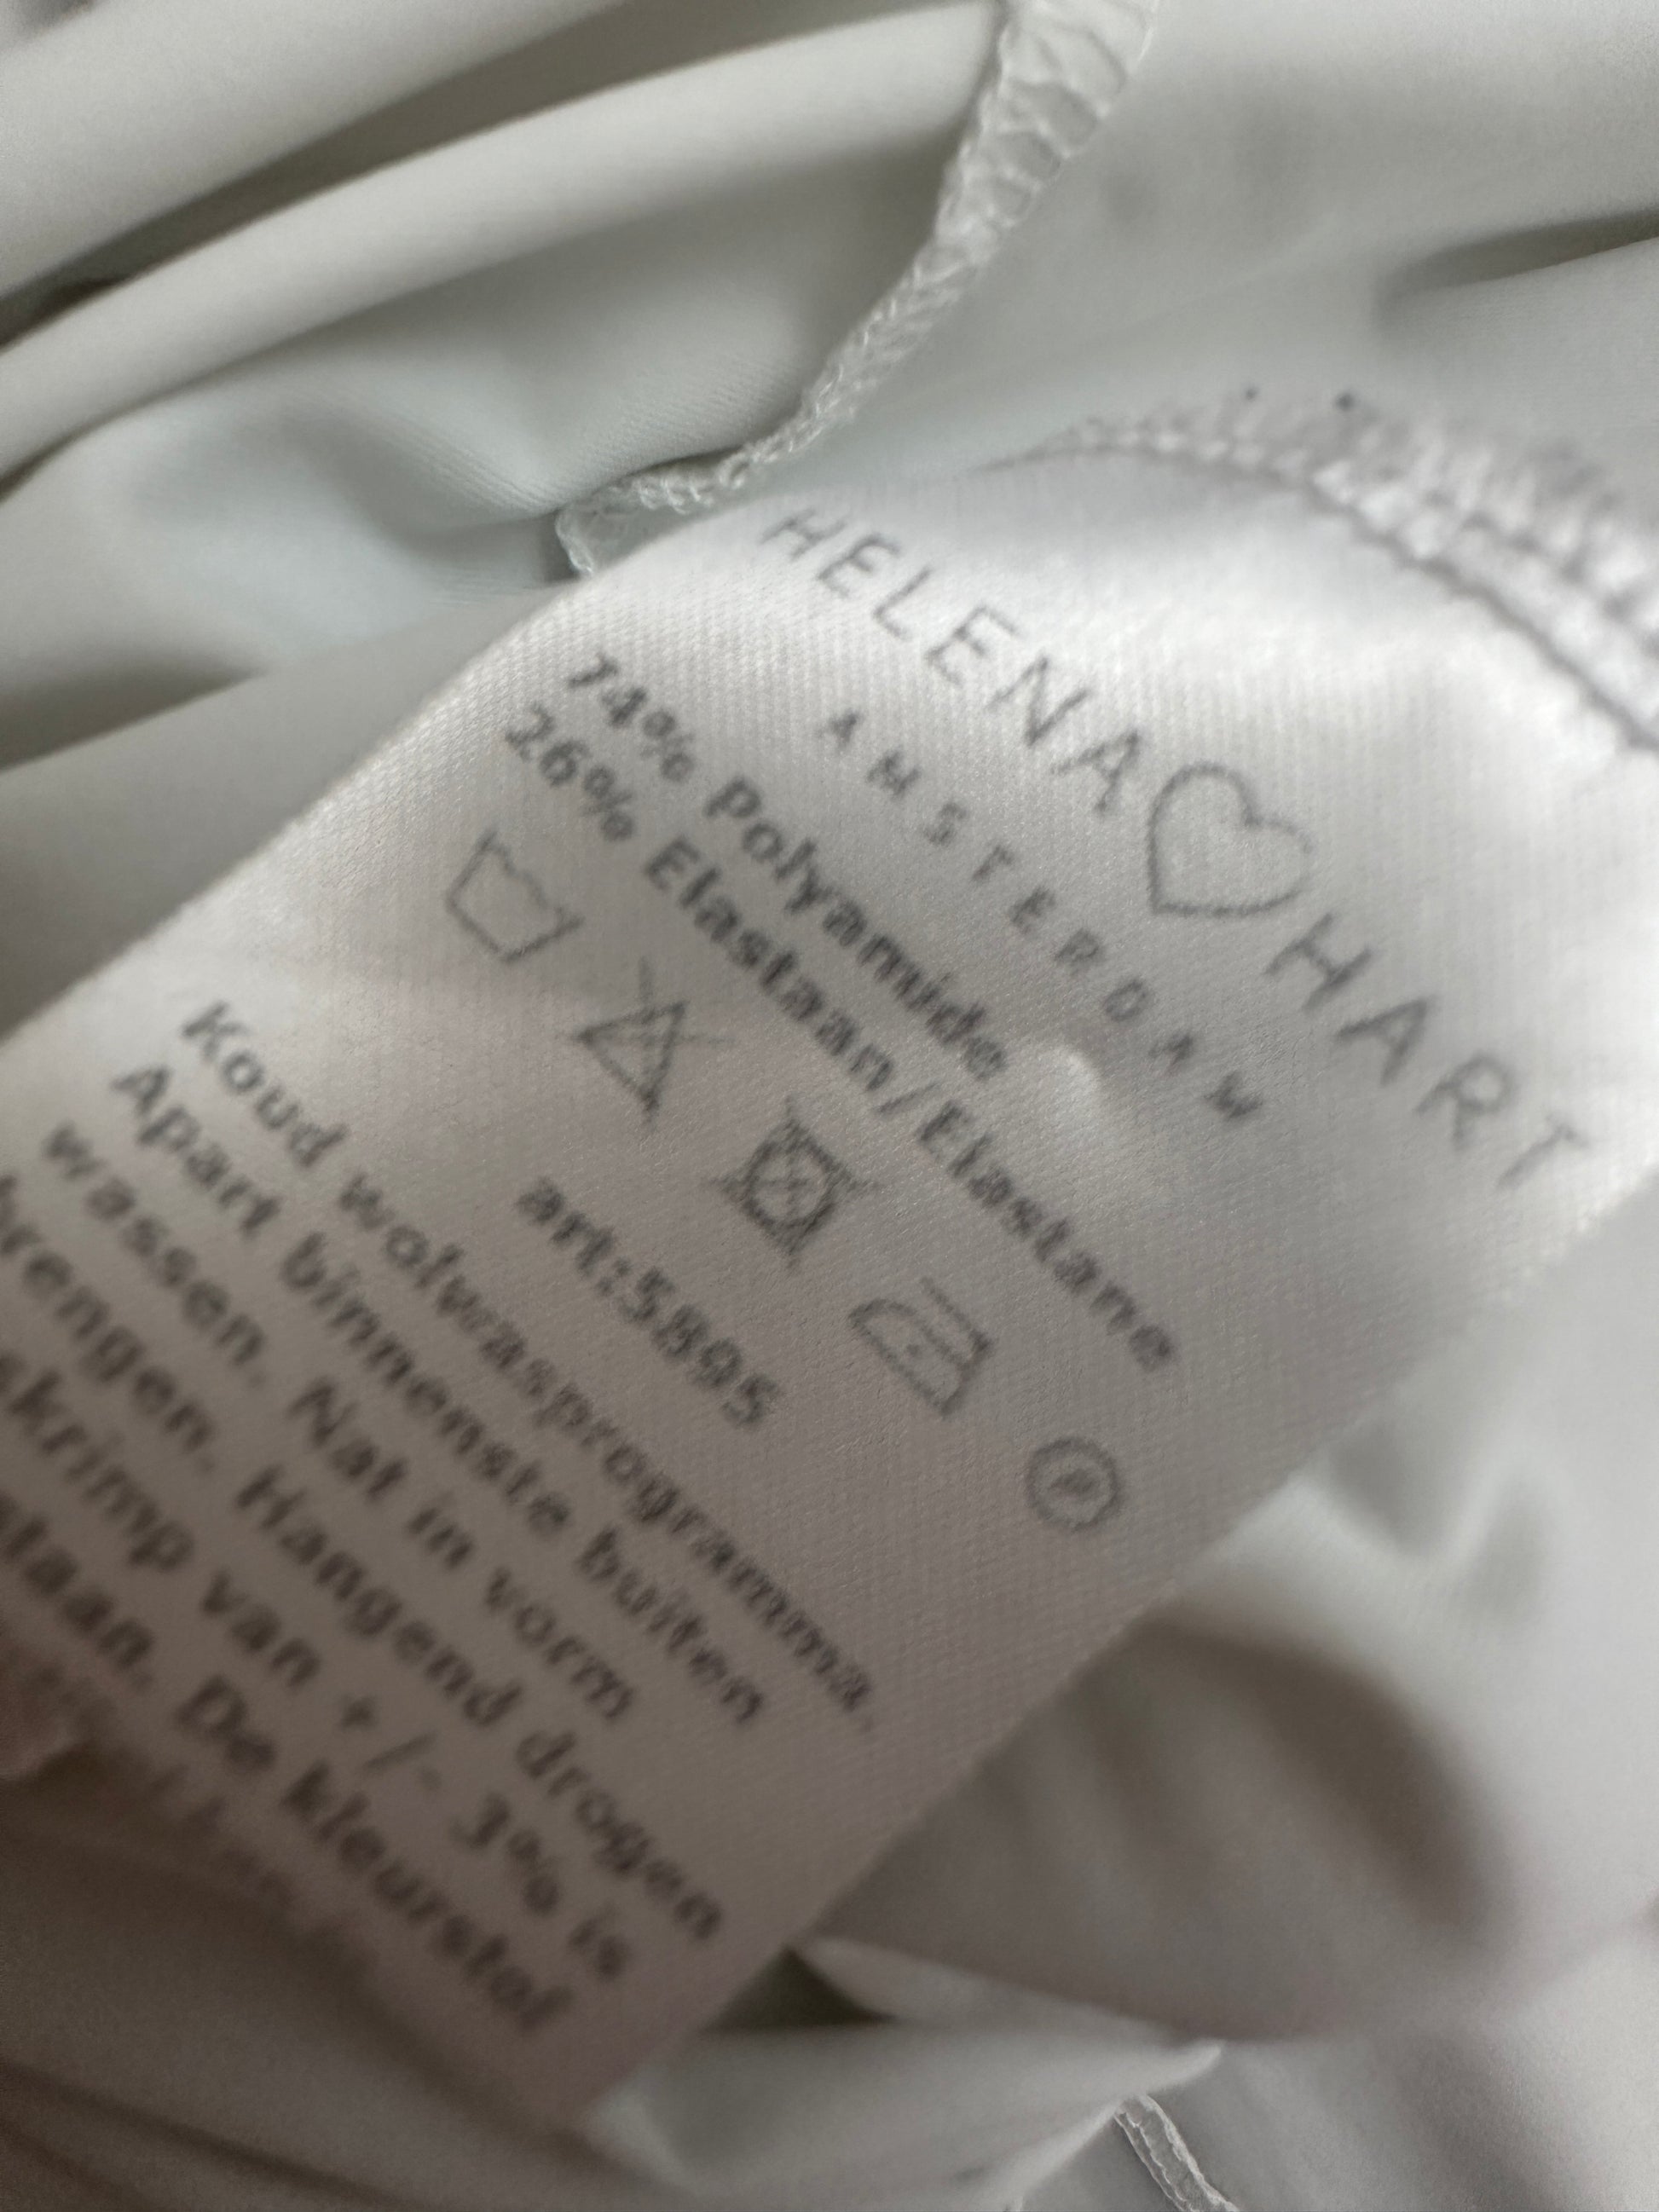 HELENA♡HART
AMSTERDAM
74% Polyamide
26% Elastaan/Elastane
art:5895
Koud wolwasprogramma.
Apart binnenste buiten
wassen. Nat in vorm
brengen. Hangend drogen
krimp van +/- 3% is
De kleurstof